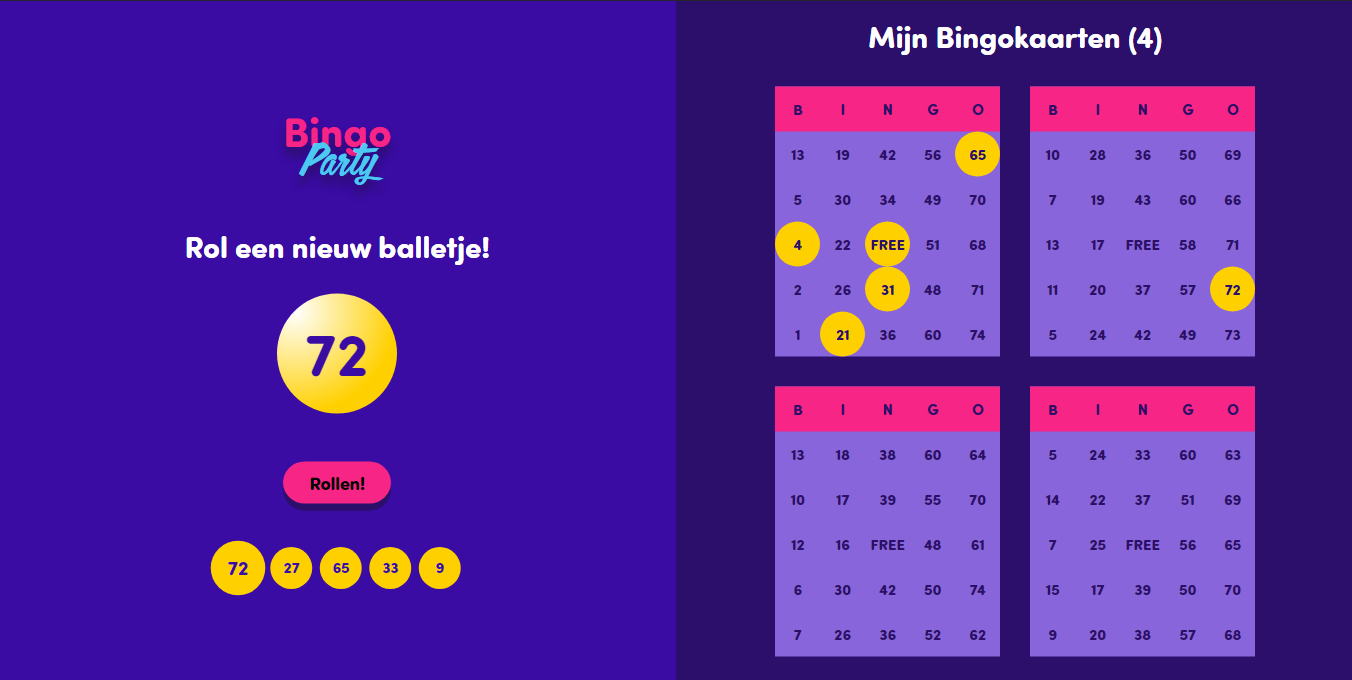 Bingo
Party
Rol een nieuw balletje!
72
Rollen!
72 27 65 33 9
Mijn Bingokaarten (4)
B I N G O
13 19 42 56 65
5 30 34 49 70
4 22 FREE 51 68
2 26 31 48 71
1 21 36 60 74
B I N G O
10 28 36 50 69
7 19 43 60 66
13 17 FREE 58 71
11 20 37 57 72
5 24 42 49 73
B I N G O
13 18 38 60 64
10 17 39 55 70
12 16 FREE 48 61
6 30 42 50 74
7 26 36 52 62
B I N G O
5 24 33 60 63
14 22 37 51 69
7 25 FREE 56 65
15 17 39 50 70
9 20 38 57 68